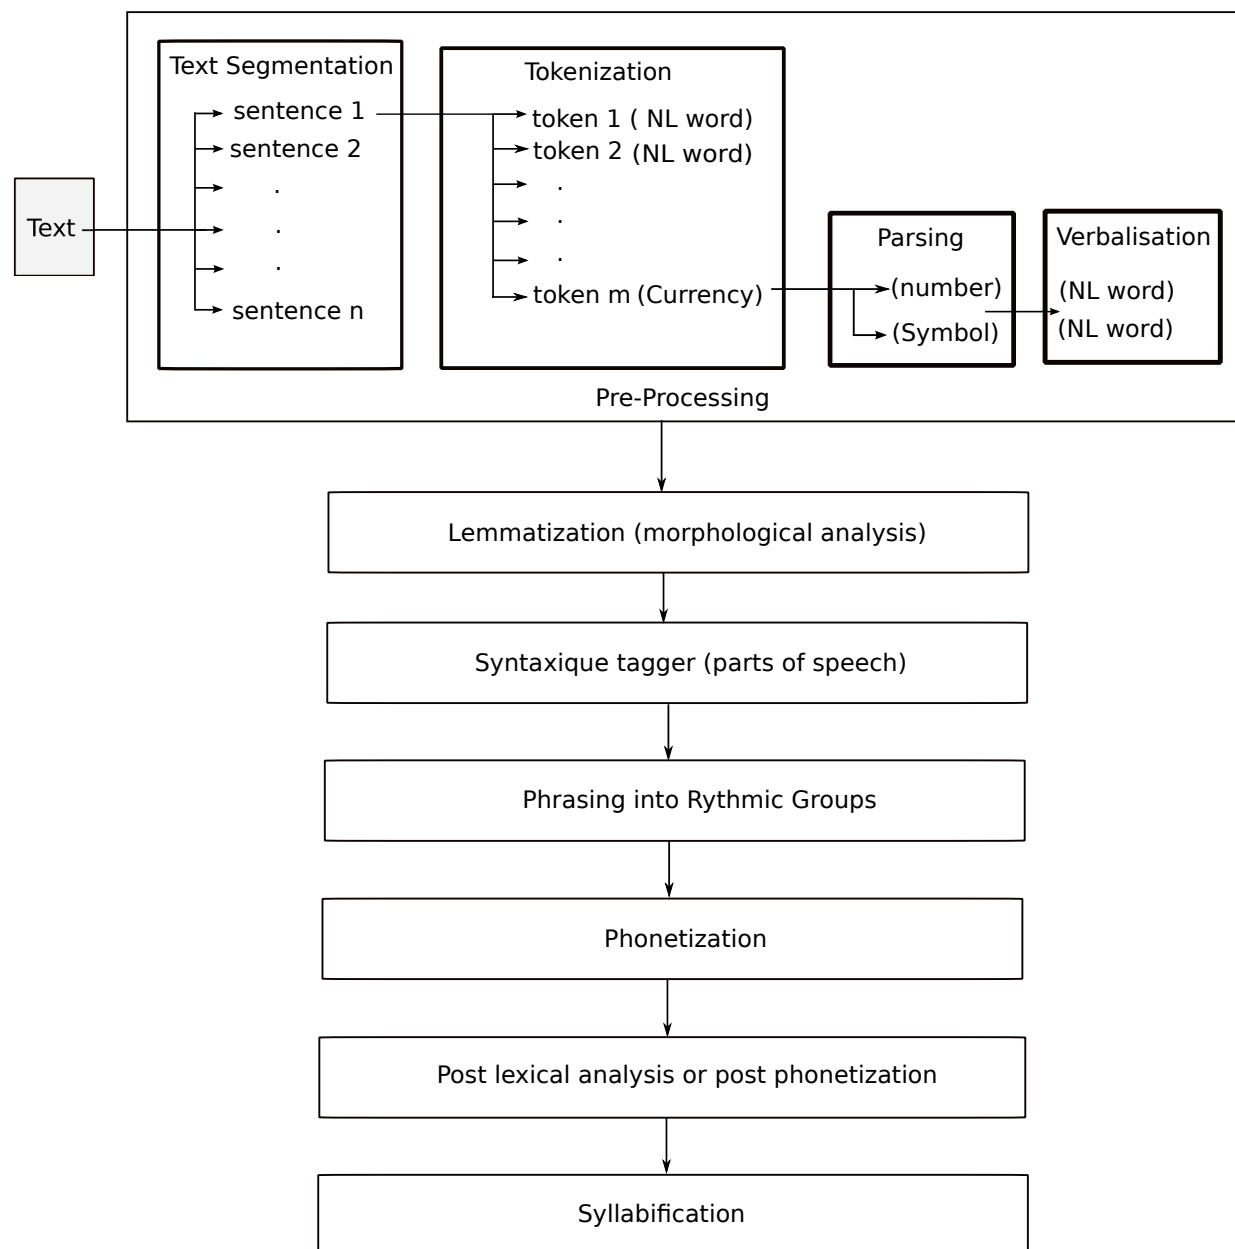 Text
Text Segmentation
sentence 1
sentence 2
.
.
.
sentence n
Tokenization
token 1 ( NL word)
token 2 (NL word)
.
.
.
token m (Currency)
Parsing
(number)
(Symbol)
Verbalisation
(NL word)
(NL word)
Pre-Processing
Lemmatization (morphological analysis)
Syntaxique tagger (parts of speech)
Phrasing into Rythmic Groups
Phonetization
Post lexical analysis or post phonetization
Syllabification